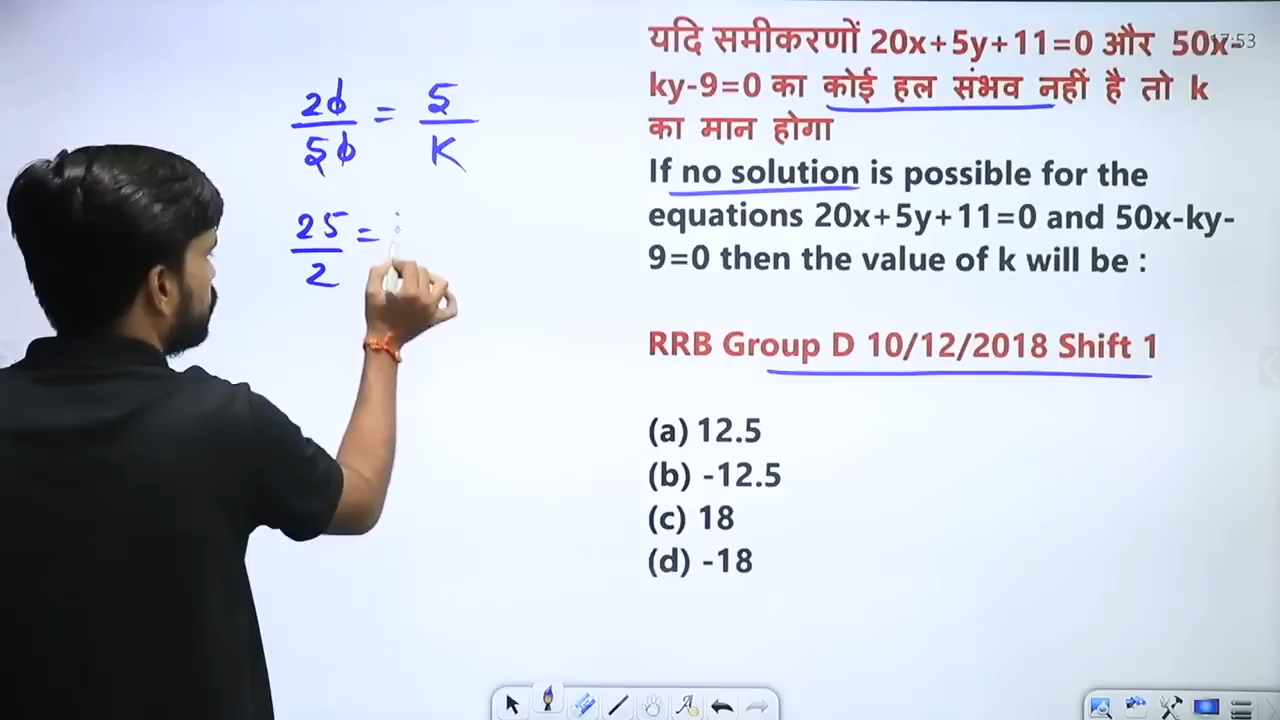 यदि समीकरणों 20x+5y+11=0 और 50x-
ky-9=0 का कोई हल संभव नहीं है तो k
का मान होगा
If no solution is possible for the
equations 20x+5y+11=0 and 50x-ky-
9=0 then the value of k will be :
RRB Group D 10/12/2018 Shift 1
(a) 12.5
(b) -12.5
(c) 18
(d) -18
20/50 = 5/K
25/2 =